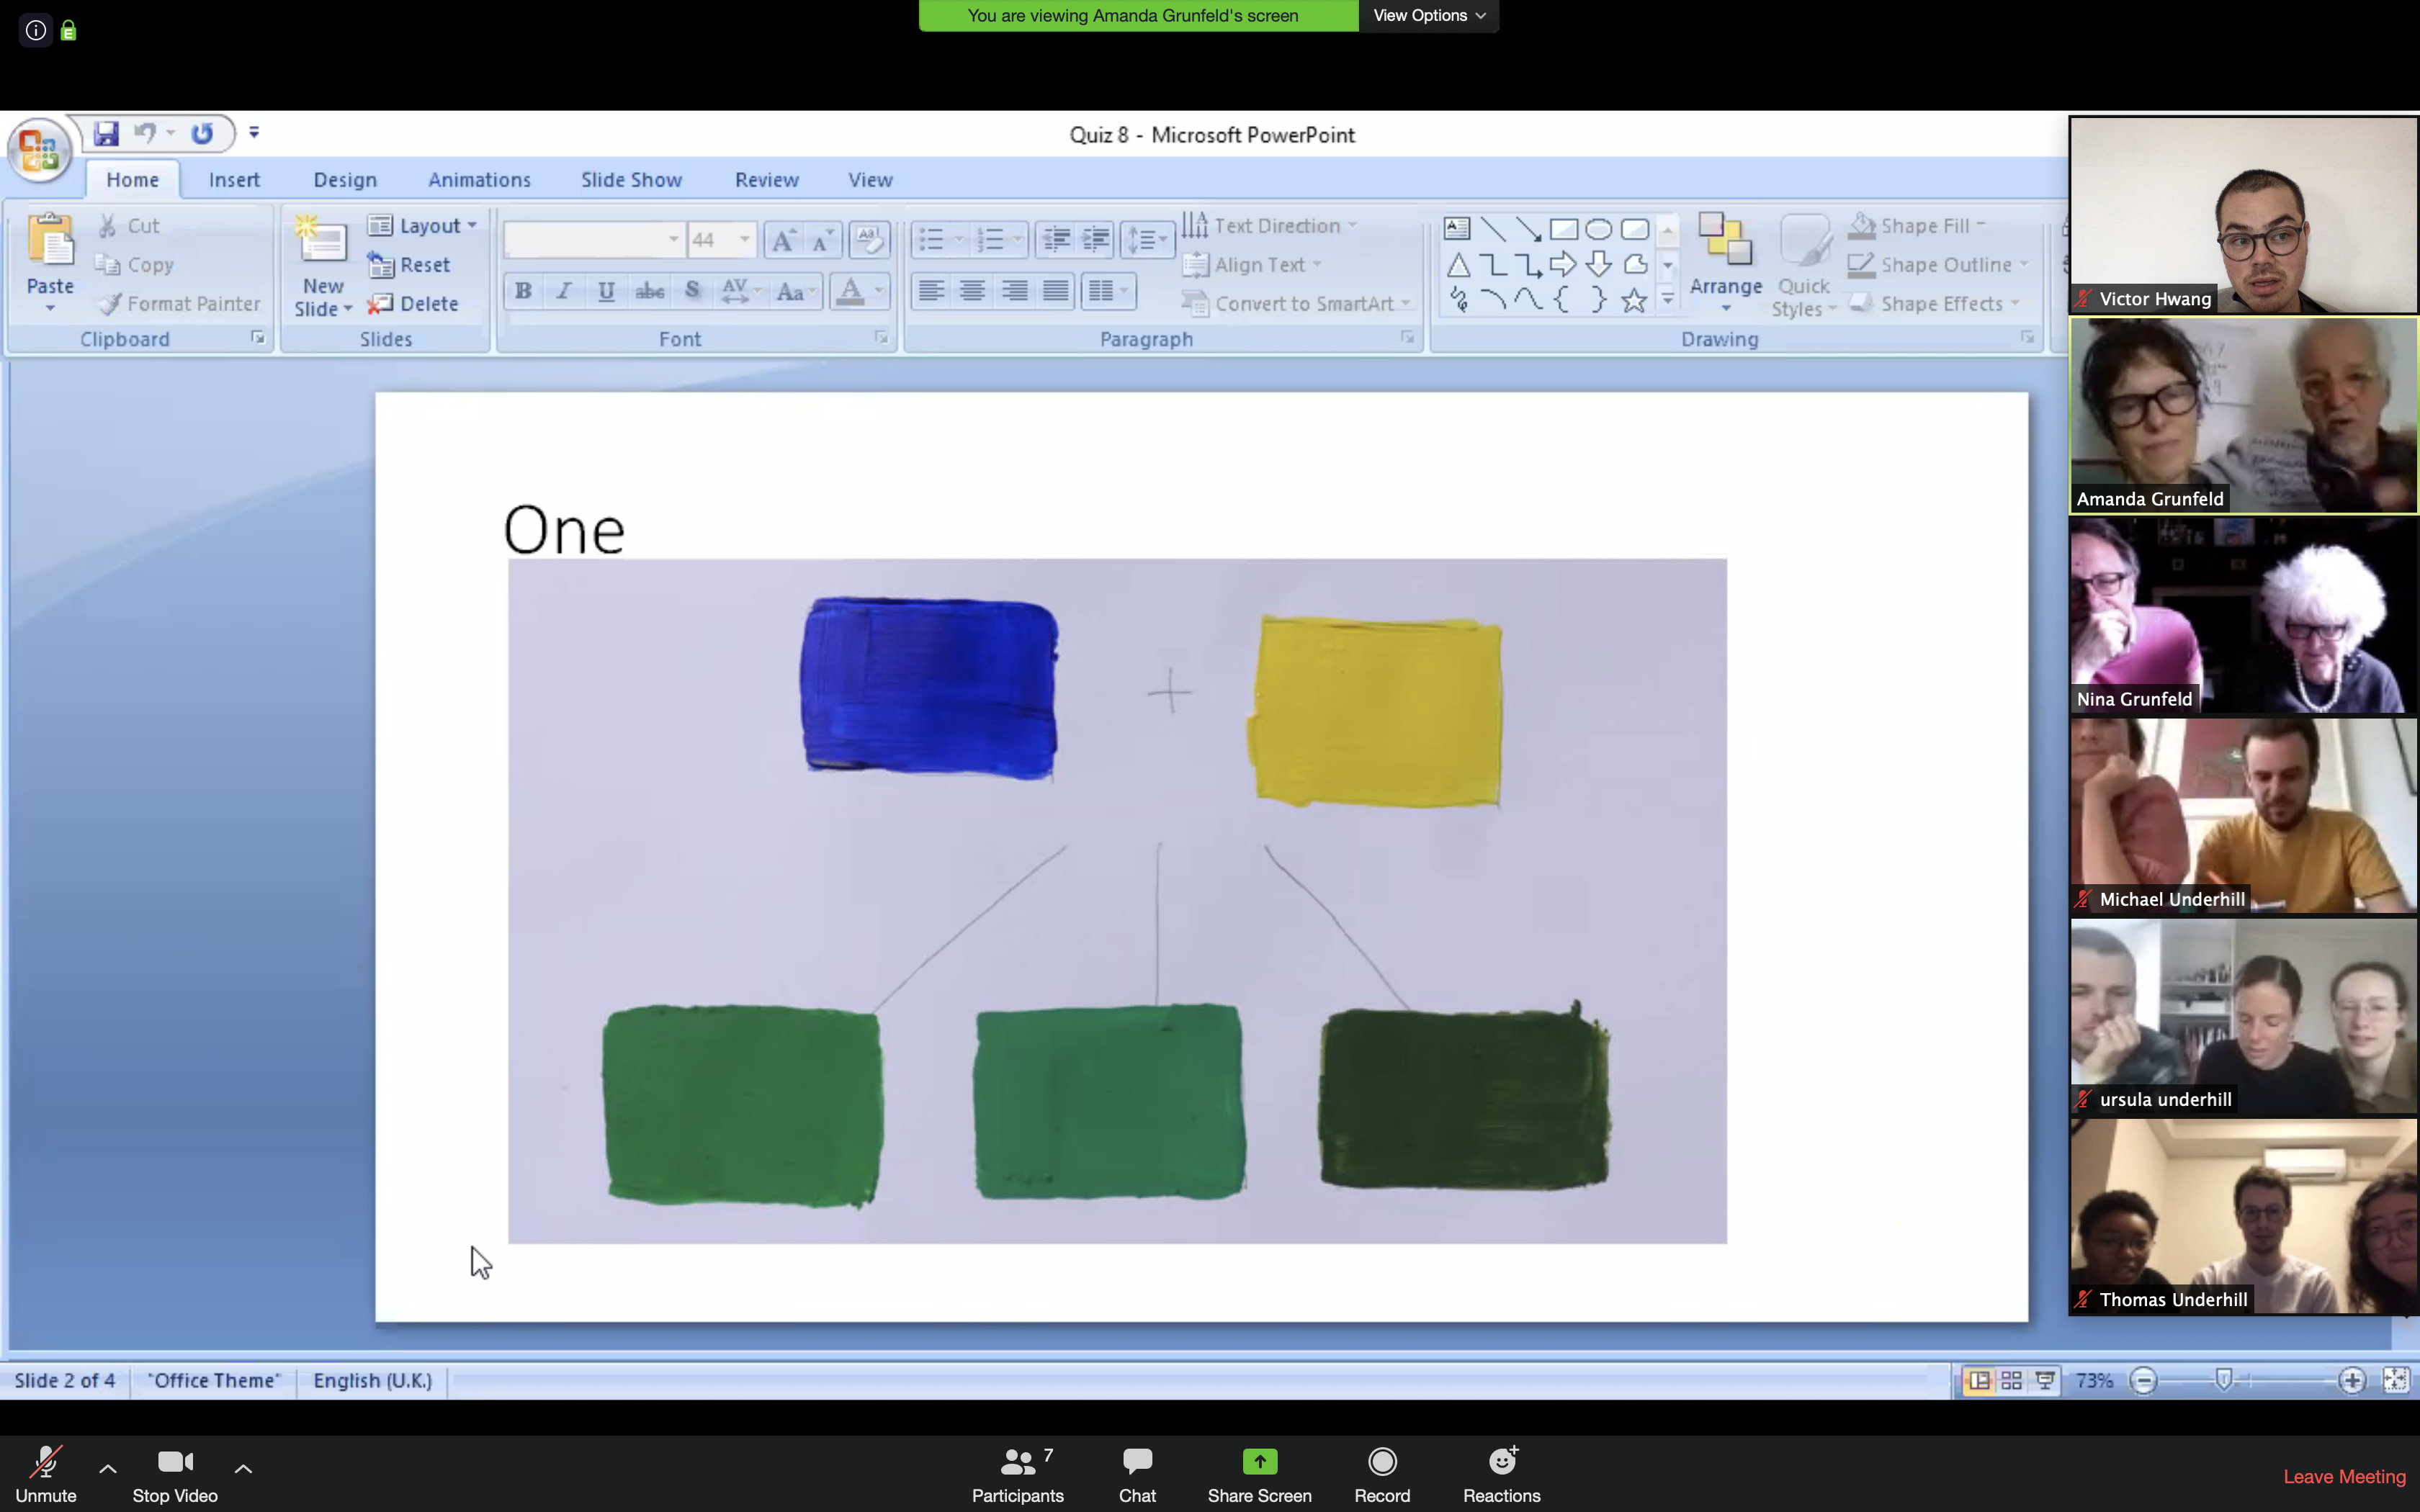 You are viewing Amanda Grunfeld's screen
View Options
Quiz 8 - Microsoft PowerPoint
Home Insert Design Animations Slide Show Review View
Paste
Cut
Copy
Format Painter
Clipboard
New Slide
Layout
Reset
Delete
Slides
44
B I U abc S AV Aa A
Font
Text Direction
Align Text
Convert to SmartArt
Paragraph
Arrange
Quick Styles
Shape Fill
Shape Outline
Shape Effects
Drawing
One
+
Victor Hwang
Amanda Grunfeld
Nina Grunfeld
Michael Underhill
ursula underhill
Thomas Underhill
Slide 2 of 4 "Office Theme" English (U.K.) 73%
Unmute
Stop Video
7
Participants
Chat
Share Screen
Record
Reactions
Leave Meeting